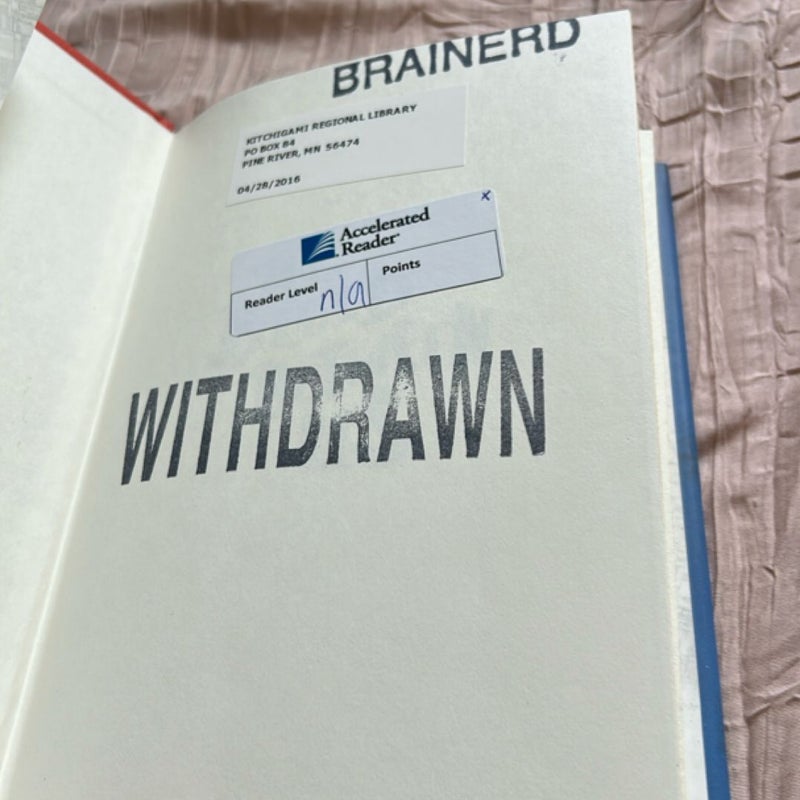 BRAINERD
KITCHIGAMI REGIONAL LIBRARY
PO BOX 84
PINE RIVER, MN 56474
04/28/2016
x
Accelerated
Reader
Reader Level n/a
Points
WITHDRAWN